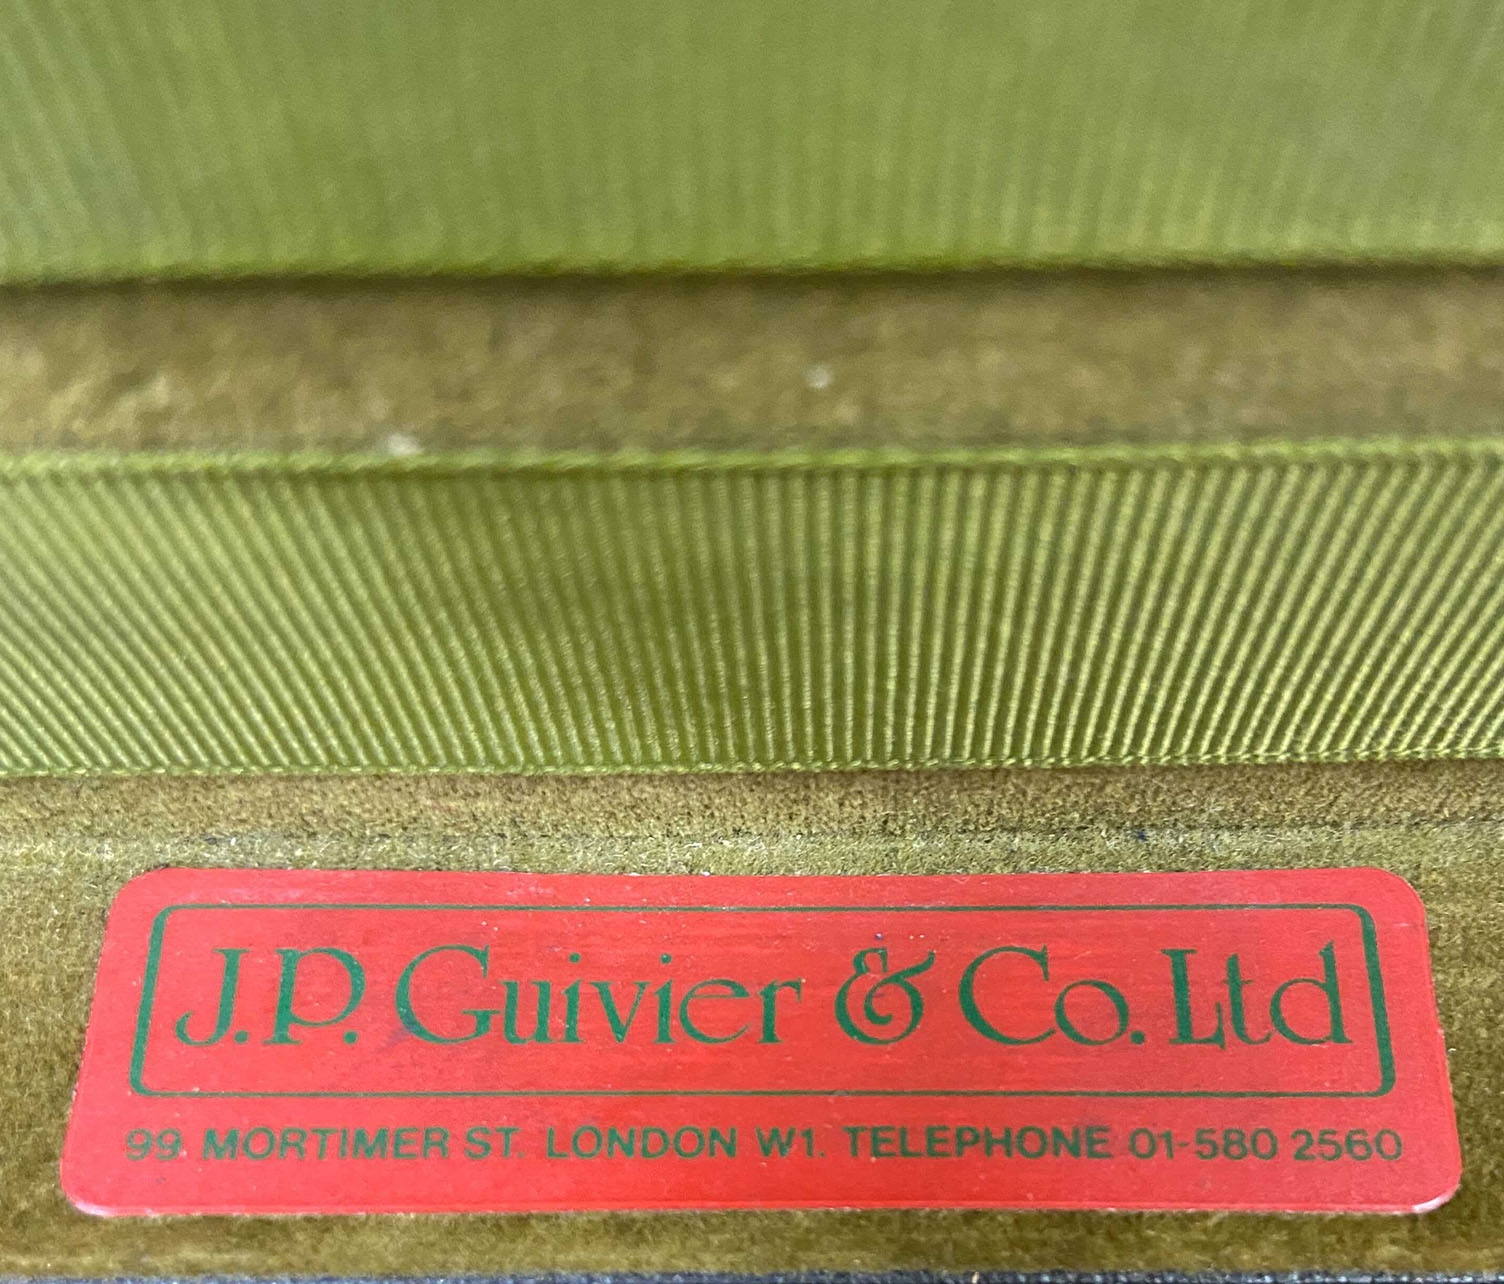 J.P. Guivier & Co. Ltd
99 MORTIMER ST. LONDON W1. TELEPHONE 01-580 2560